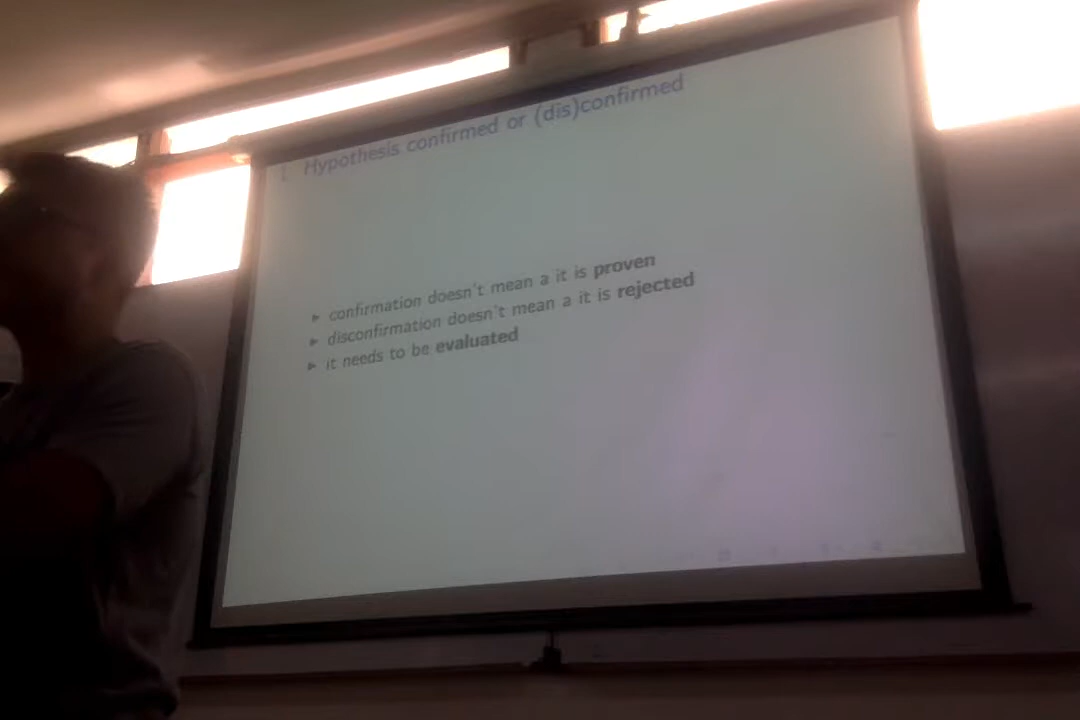 Hypothesis confirmed or (dis)confirmed
confirmation doesn't mean a it is proven
disconfirmation doesn't mean a it is rejected
it needs to be evaluated